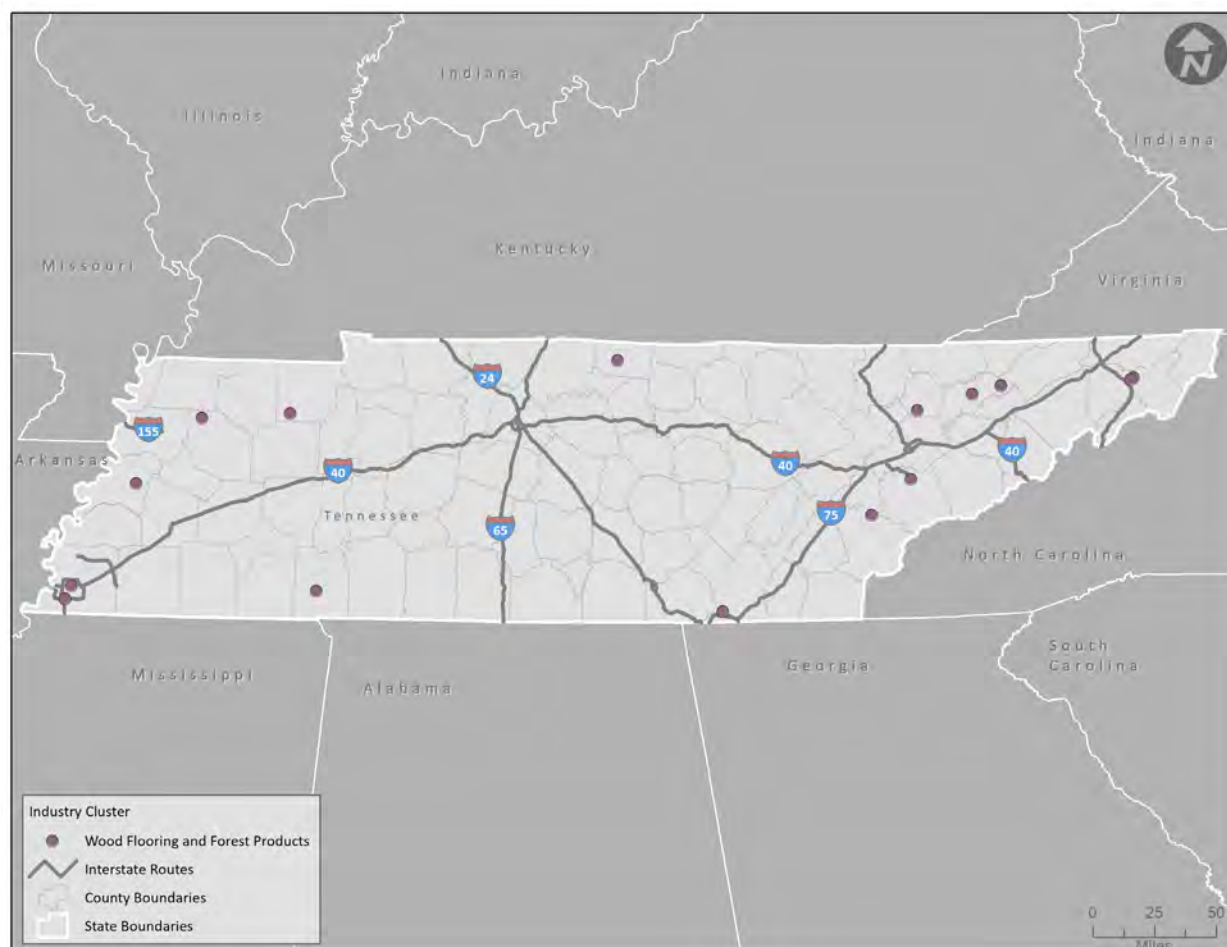 N
Indiana
Illinois
Indiana
Kentucky
Missouri
Virginia
24
155
Arkansas
40
40
40
Tennessee
65
75
North Carolina
Mississippi
Alabama
Georgia
South
Carolina
Industry Cluster
Wood Flooring and Forest Products
Interstate Routes
County Boundaries
State Boundaries
0 25 50
Miles